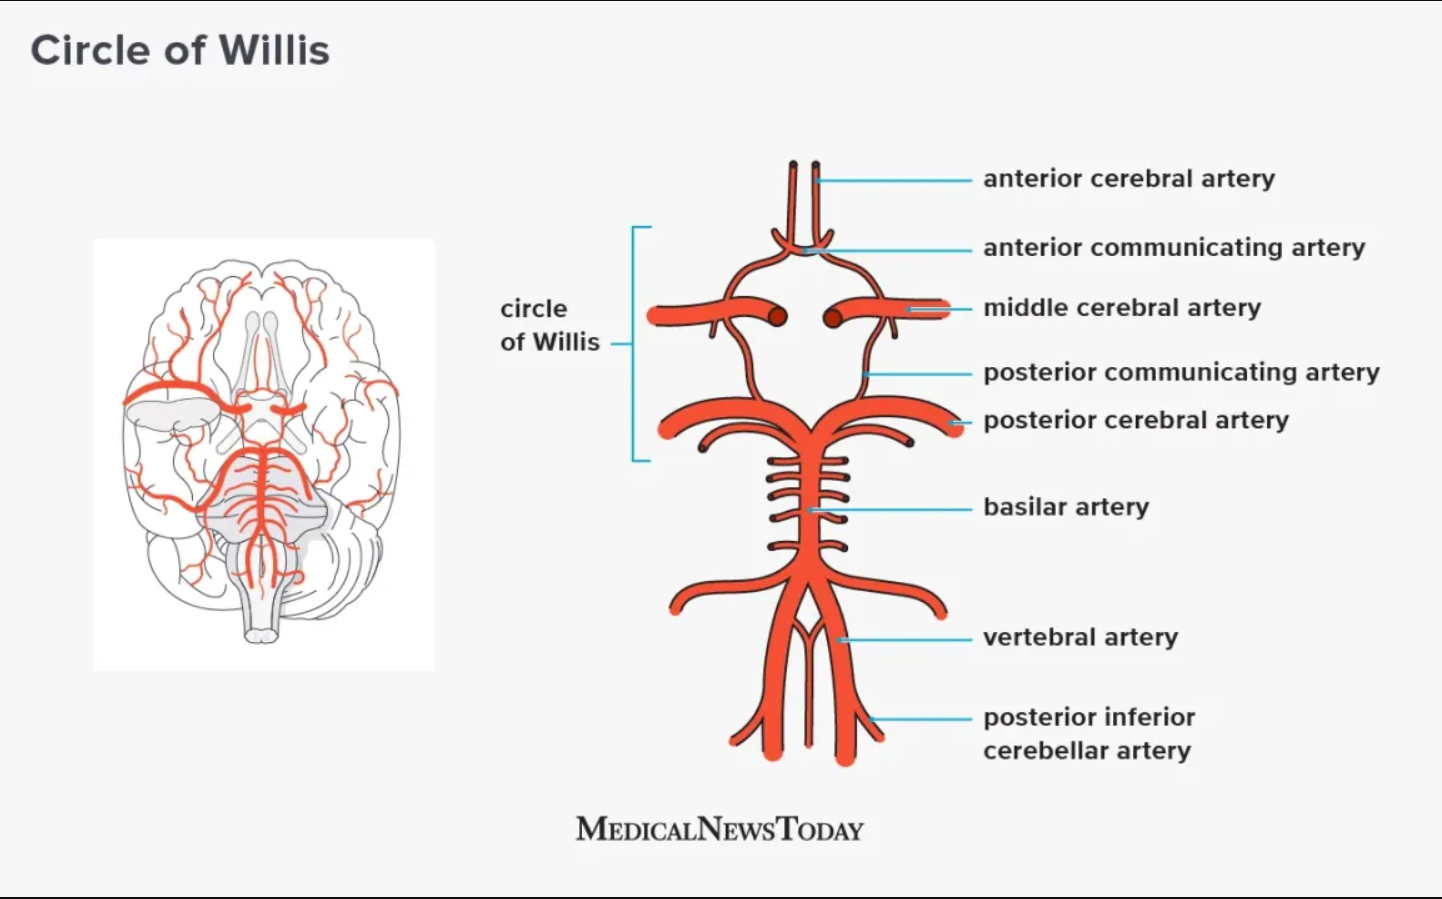 Circle of Willis
anterior cerebral artery
anterior communicating artery
middle cerebral artery
circle
of Willis
posterior communicating artery
posterior cerebral artery
basilar artery
vertebral artery
posterior inferior
cerebellar artery
MEDICALNEWSTODAY